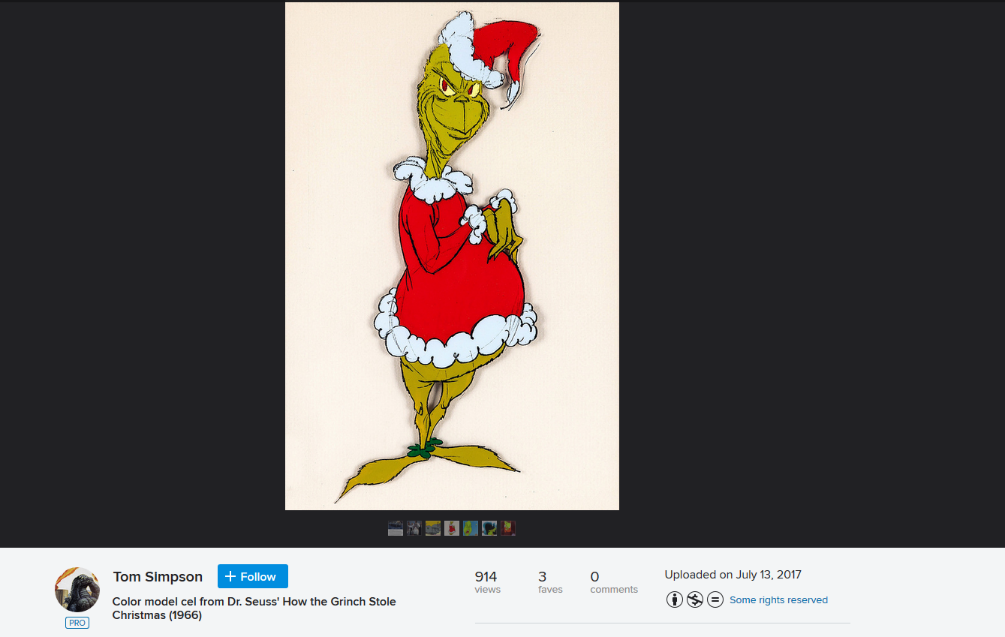 Tom SImpson
+ Follow
914
views
3
faves
0
comments
Uploaded on July 13, 2017
PRO
Color model cel from Dr. Seuss' How the Grinch Stole
Christmas (1966)
Some rights reserved